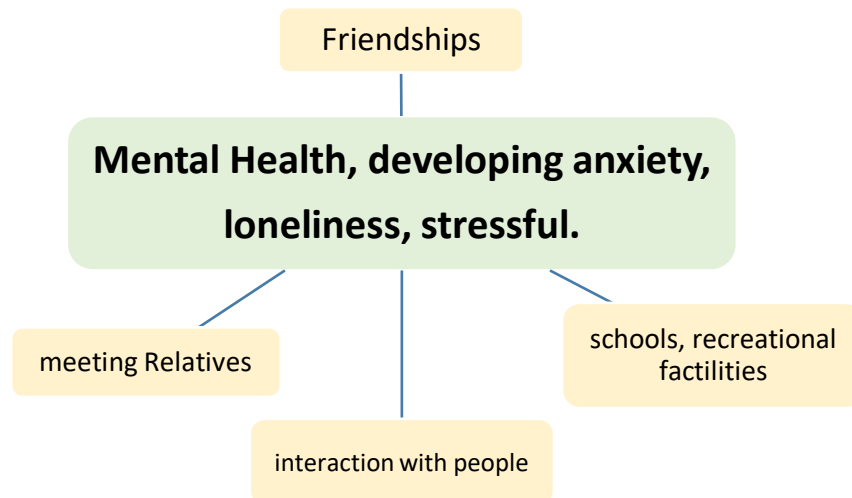 Friendships
Mental Health, developing anxiety,
loneliness, stressful.
meeting Relatives
schools, recreational
factilities
interaction with people